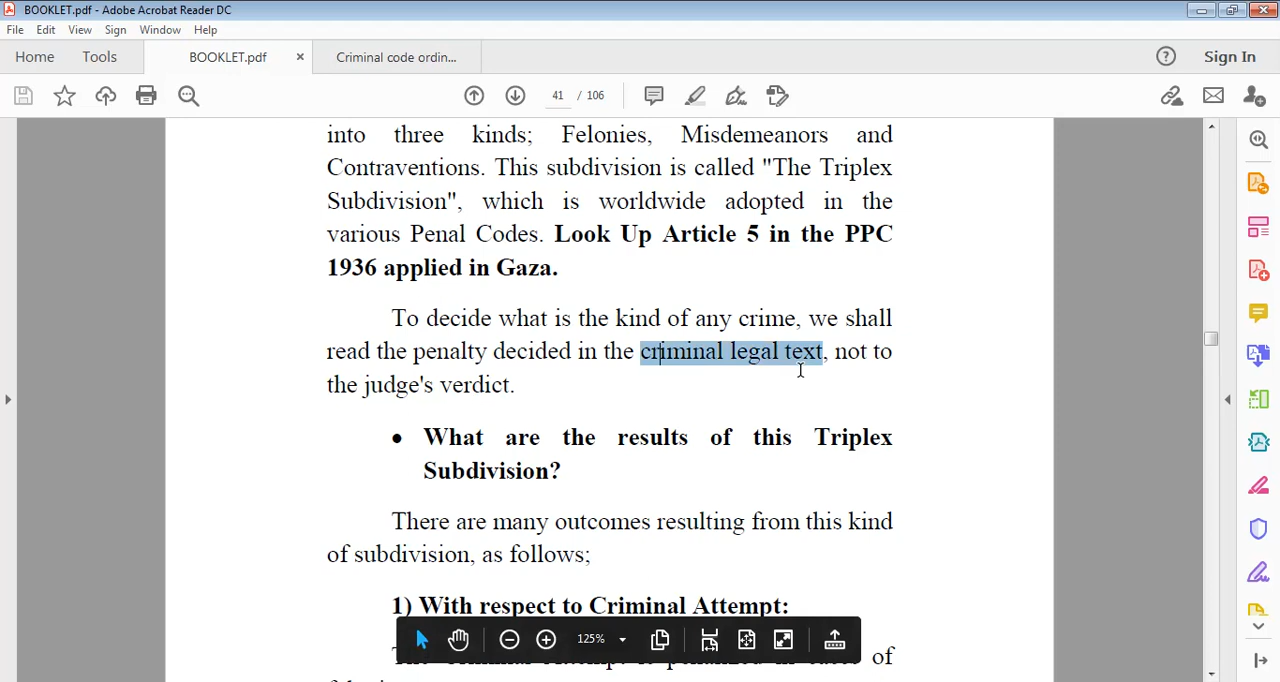 BOOKLET.pdf - Adobe Acrobat Reader DC
File Edit View Sign Window Help
Home Tools BOOKLET.pdf × Criminal code ordin... Sign In
41 / 106
into three kinds; Felonies, Misdemeanors and
Contraventions. This subdivision is called "The Triplex
Subdivision", which is worldwide adopted in the
various Penal Codes. Look Up Article 5 in the PPC
1936 applied in Gaza.
To decide what is the kind of any crime, we shall
read the penalty decided in the criminal legal text, not to
the judge's verdict.
• What are the results of this Triplex
Subdivision?
There are many outcomes resulting from this kind
of subdivision, as follows;
1) With respect to Criminal Attempt:
125%
of